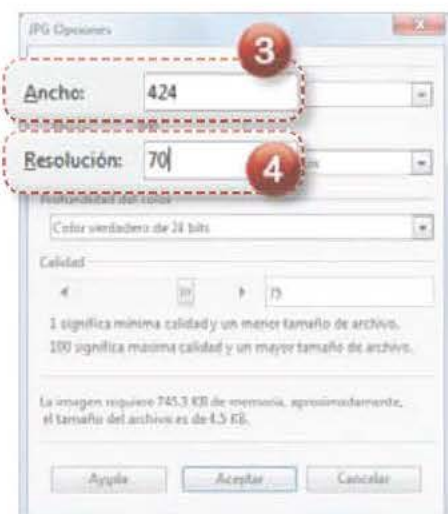 JPG Opciones
3
Ancho: 424
Resolución: 70
4
Profundidad del color
Color verdadero de 24 bits
Calidad
75
1 significa mínima calidad y un menor tamaño de archivo.
100 significa maxima calidad y un mayor tamaño de archivo.
La imagen requiere 745.3 KB de memoria, aproximadamente,
el tamaño del archivo es de 4.5 KB.
Ayuda Aceptar Cancelar